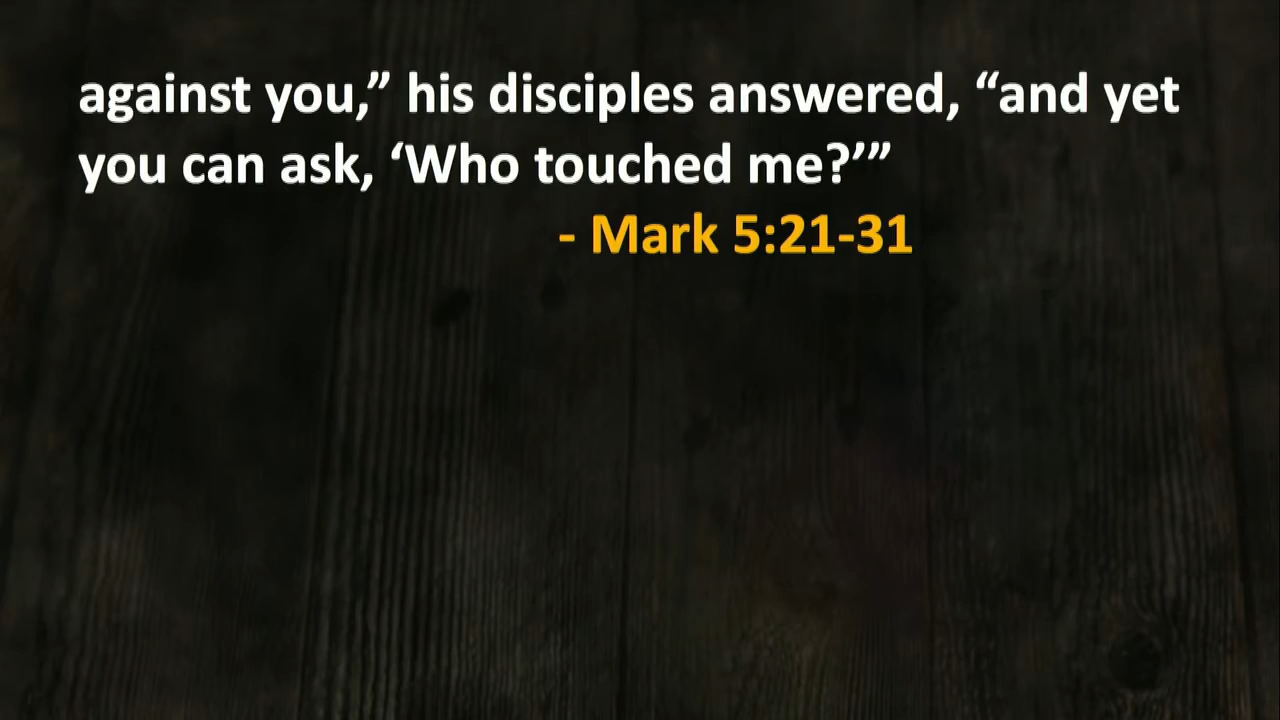 against you,” his disciples answered, “and yet
you can ask, ‘Who touched me?’”
- Mark 5:21-31